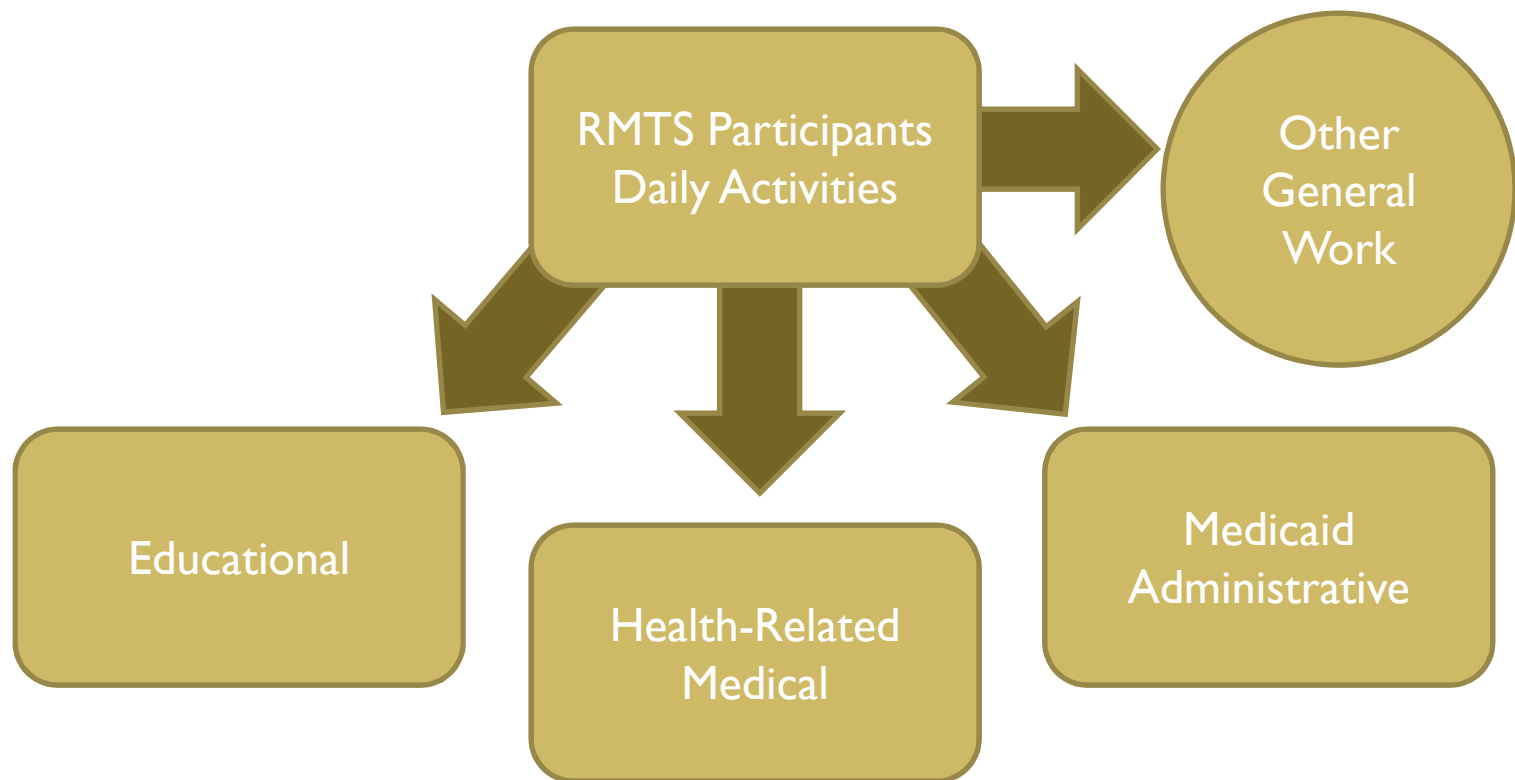 RMTS Participants
Daily Activities
Other
General
Work
Educational
Health-Related
Medical
Medicaid
Administrative